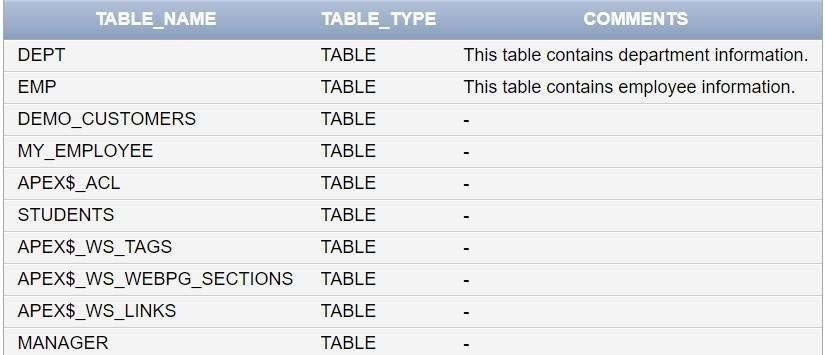 TABLE_NAME TABLE_TYPE COMMENTS
DEPT TABLE This table contains department information.
EMP TABLE This table contains employee information.
DEMO_CUSTOMERS TABLE -
MY_EMPLOYEE TABLE -
APEX$_ACL TABLE -
STUDENTS TABLE -
APEX$_WS_TAGS TABLE -
APEX$_WS_WEBPG_SECTIONS TABLE -
APEX$_WS_LINKS TABLE -
MANAGER TABLE -